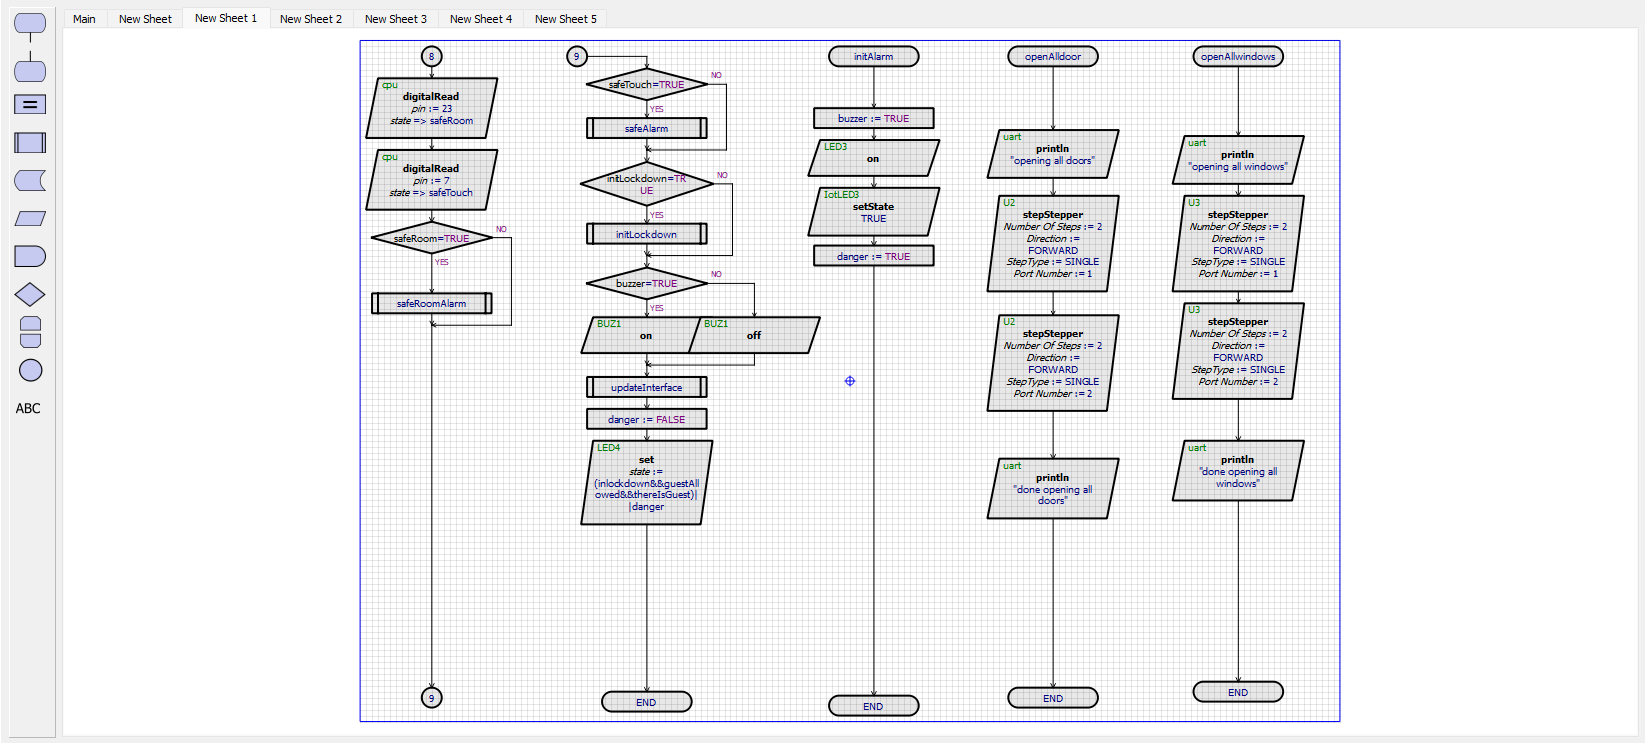 Main
New Sheet
New Sheet 1
New Sheet 2
New Sheet 3
New Sheet 4
New Sheet 5
ABC
8
cpu
digitalRead
pin := 23
state => safeRoom
cpu
digitalRead
pin := 7
state => safeTouch
safeRoom=TRUE
NO
YES
safeRoomAlarm
9
9
safeTouch=TRUE
NO
YES
safeAlarm
initLockdown=TR
UE
NO
YES
initLockdown
buzzer=TRUE
NO
YES
BUZ1
on
BUZ1
off
updateInterface
danger := FALSE
LED4
set
state :=
(inlockdown&&guestAll
owed&&thereIsGuest)|
|danger
END
initAlarm
buzzer := TRUE
LED3
on
IotLED3
setState
TRUE
danger := TRUE
END
openAlldoor
uart
println
"opening all doors"
U2
stepStepper
Number Of Steps := 2
Direction :=
FORWARD
StepType := SINGLE
Port Number := 1
U2
stepStepper
Number Of Steps := 2
Direction :=
FORWARD
StepType := SINGLE
Port Number := 2
uart
println
"done opening all
doors"
END
openAllwindows
uart
println
"opening all windows"
U3
stepStepper
Number Of Steps := 2
Direction :=
FORWARD
StepType := SINGLE
Port Number := 1
U3
stepStepper
Number Of Steps := 2
Direction :=
FORWARD
StepType := SINGLE
Port Number := 2
uart
println
"done opening all
windows"
END